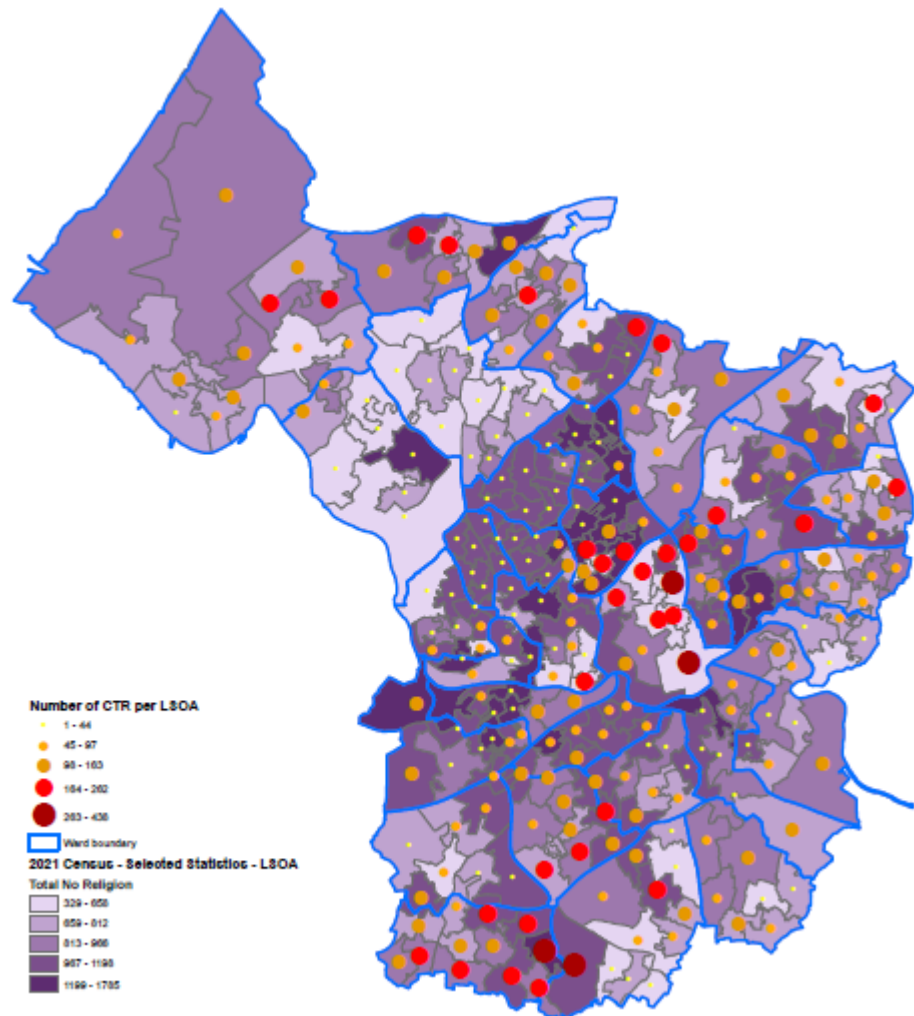 Number of CTR per LSOA
1 - 44
45 - 97
98 - 163
164 - 262
263 - 436
Ward boundary
2021 Census - Selected Statistics - LSOA
Total No Religion
329 - 658
659 - 812
813 - 966
967 - 1198
1199 - 1785